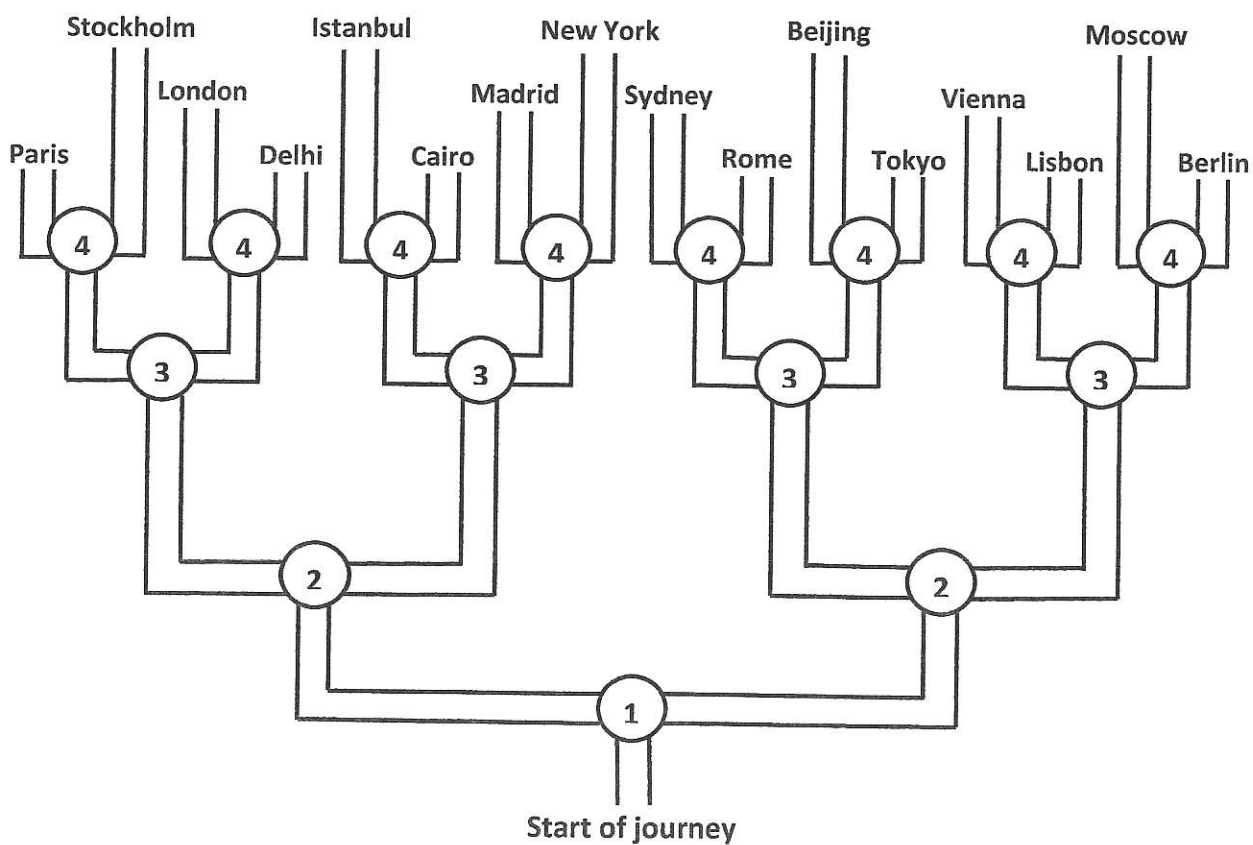 Stockholm
Istanbul
New York
Beijing
Moscow
London
Madrid
Sydney
Vienna
Paris
Delhi
Cairo
Rome
Tokyo
Lisbon
Berlin
4 4 4 4 4 4 4 4
3 3 3 3
2 2
1
Start of journey